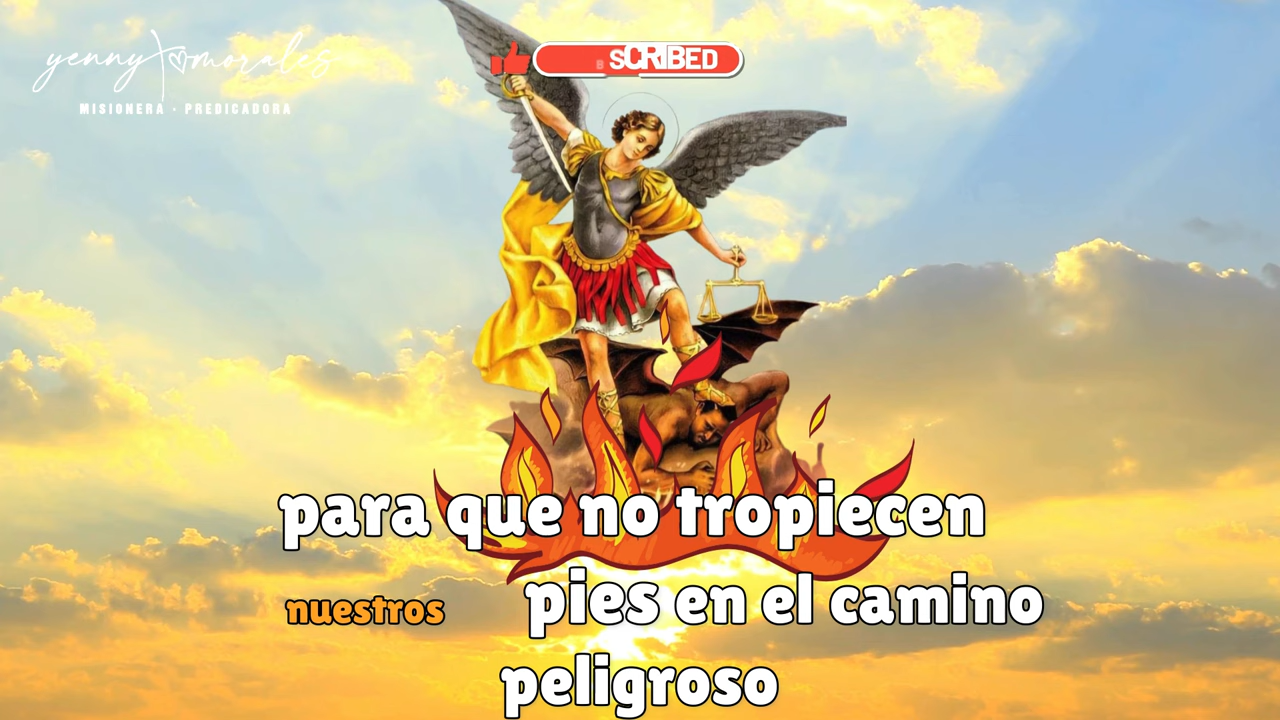 yenny morales
MISIONERA · PREDICADORA
SCRIBED
para que no tropiecen
nuestros pies en el camino
peligroso